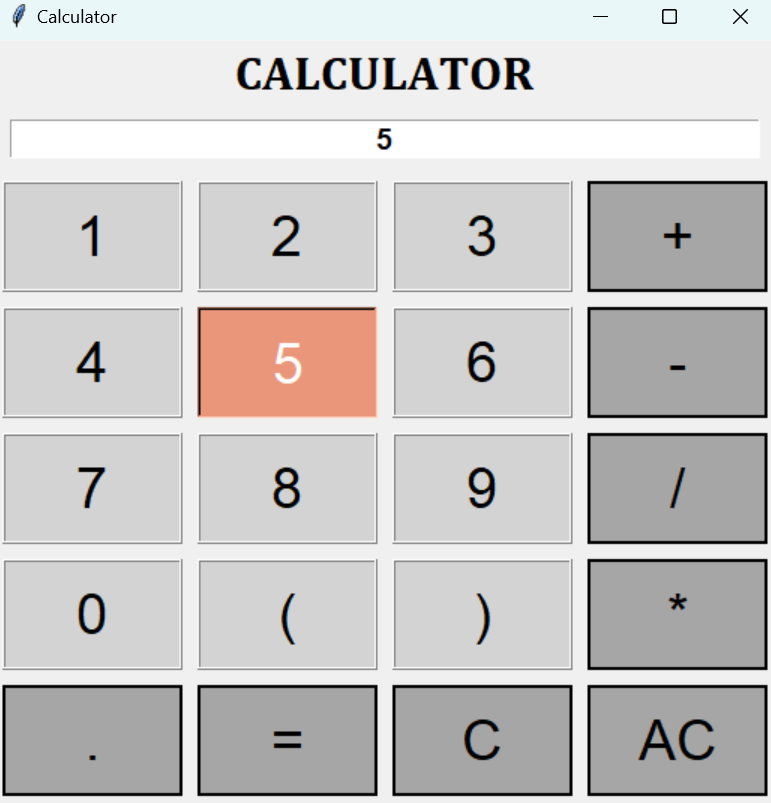 Calculator
CALCULATOR
5
1 2 3 +
4 5 6 -
7 8 9 /
0 ( ) *
. = C AC